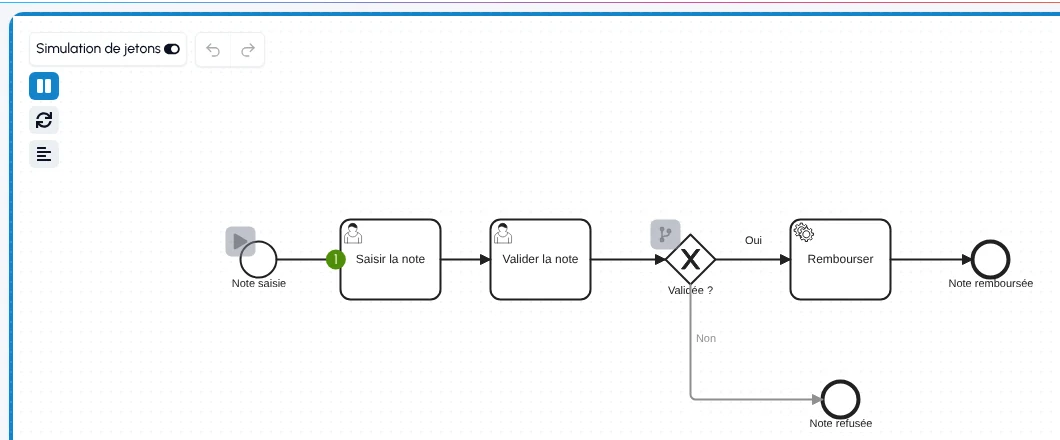 Simulation de jetons
1
Saisir la note
Valider la note
Oui
Rembourser
Note saisie
Validée ?
Note remboursée
Non
Note refusée